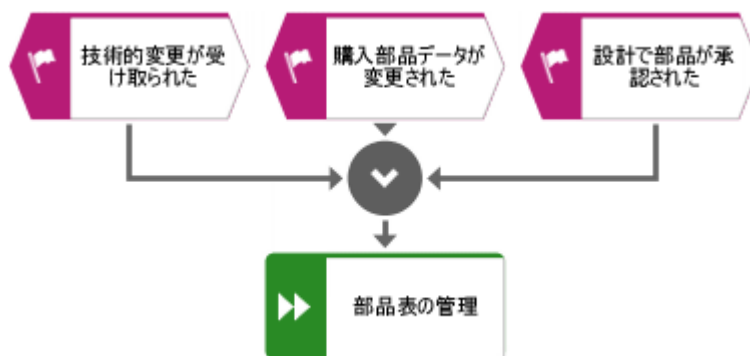 技術的変更が受
け取られた
購入部品データが
変更された
設計で部品が承
認された
部品表の管理